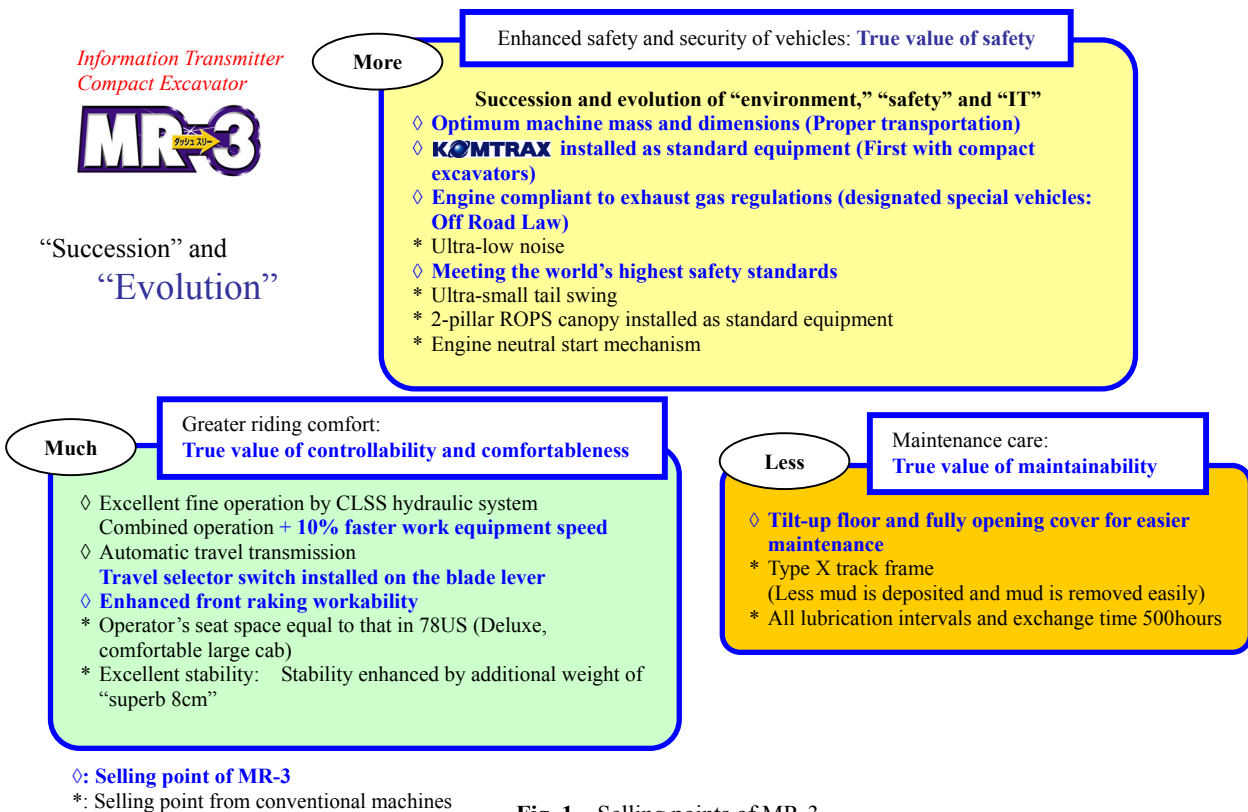 Information Transmitter
Compact Excavator
MR-3
ダッシュ スリー
“Succession” and
“Evolution”
More
Enhanced safety and security of vehicles: True value of safety
Succession and evolution of “environment,” “safety” and “IT”
◊ Optimum machine mass and dimensions (Proper transportation)
◊ KOMTRAX installed as standard equipment (First with compact
excavators)
◊ Engine compliant to exhaust gas regulations (designated special vehicles:
Off Road Law)
* Ultra-low noise
◊ Meeting the world’s highest safety standards
* Ultra-small tail swing
* 2-pillar ROPS canopy installed as standard equipment
* Engine neutral start mechanism
Much
Greater riding comfort:
True value of controllability and comfortableness
◊ Excellent fine operation by CLSS hydraulic system
Combined operation + 10% faster work equipment speed
◊ Automatic travel transmission
Travel selector switch installed on the blade lever
◊ Enhanced front raking workability
* Operator’s seat space equal to that in 78US (Deluxe,
comfortable large cab)
* Excellent stability: Stability enhanced by additional weight of
“superb 8cm”
Less
Maintenance care:
True value of maintainability
◊ Tilt-up floor and fully opening cover for easier
maintenance
* Type X track frame
(Less mud is deposited and mud is removed easily)
* All lubrication intervals and exchange time 500hours
◊: Selling point of MR-3
*: Selling point from conventional machines
Fig. 1 Selling points of MR-3